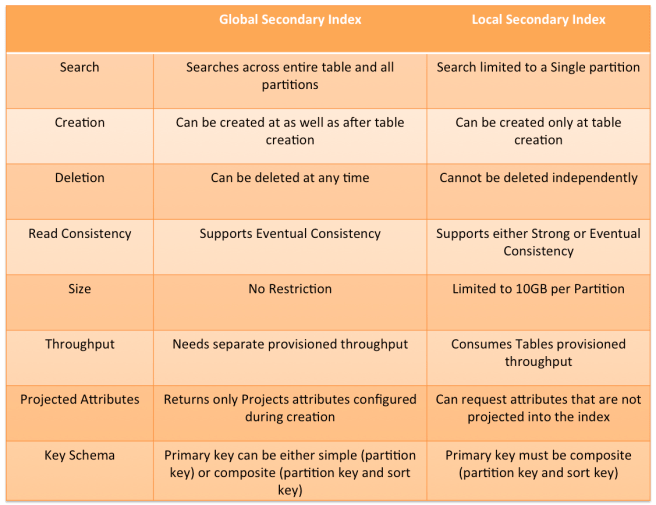 Global Secondary Index
Local Secondary Index
Search
Searches across entire table and all
partitions
Search limited to a Single partition
Creation
Can be created at as well as after table
creation
Can be created only at table
creation
Deletion
Can be deleted at any time
Cannot be deleted independently
Read Consistency
Supports Eventual Consistency
Supports either Strong or Eventual
Consistency
Size
No Restriction
Limited to 10GB per Partition
Throughput
Needs separate provisioned throughput
Consumes Tables provisioned
throughput
Projected Attributes
Returns only Projects attributes configured
during creation
Can request attributes that are not
projected into the index
Key Schema
Primary key can be either simple (partition
key) or composite (partition key and sort
key)
Primary key must be composite
(partition key and sort key)